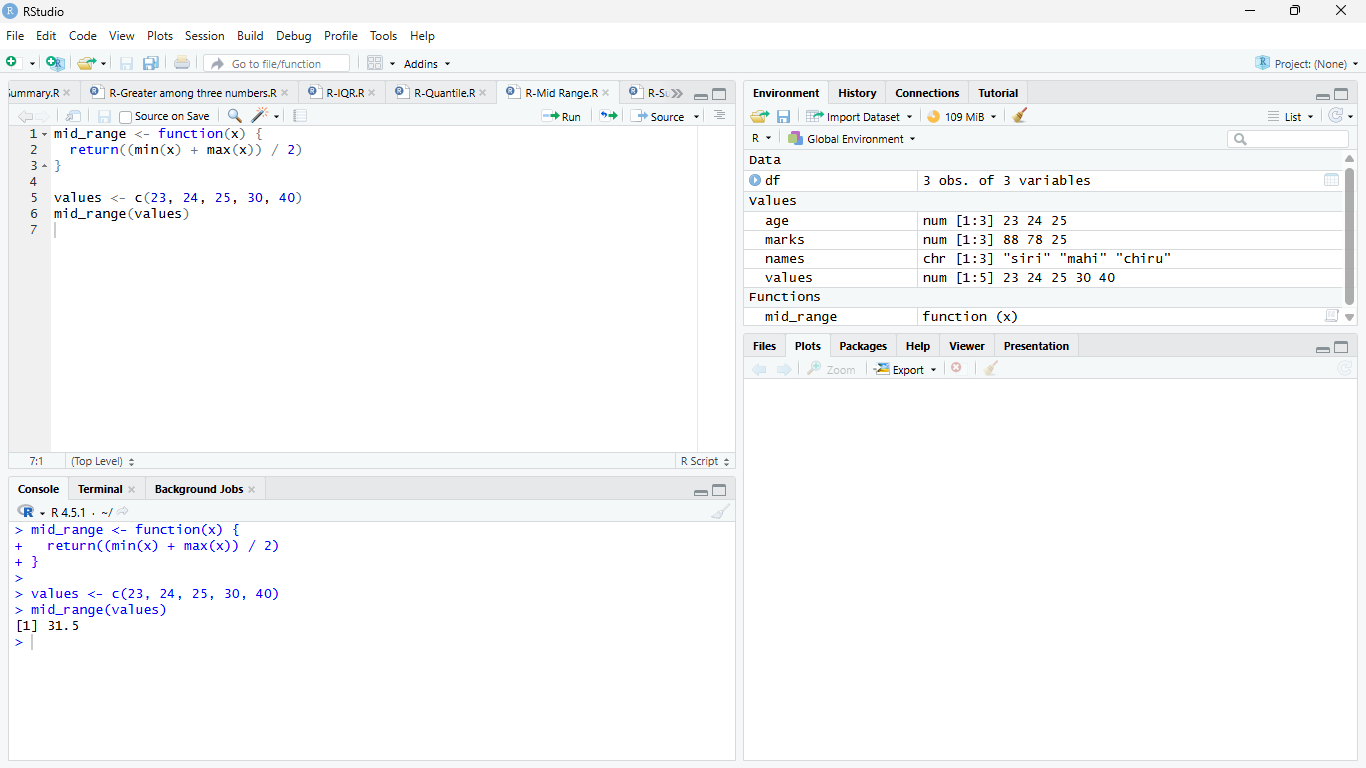 RStudio
File Edit Code View Plots Session Build Debug Profile Tools Help
Go to file/function Addins Project: (None)
ummary.R R-Greater among three numbers.R R-IQR.R R-Quantile.R R-Mid Range.R R-S
Source on Save Run Source
1 mid_range <- function(x) {
2 return((min(x) + max(x)) / 2)
3 }
4
5 values <- c(23, 24, 25, 30, 40)
6 mid_range(values)
7
7:1 (Top Level) R Script
Console Terminal Background Jobs
R 4.5.1 · ~/
> mid_range <- function(x) {
+ return((min(x) + max(x)) / 2)
+ }
>
> values <- c(23, 24, 25, 30, 40)
> mid_range(values)
[1] 31.5
>
Environment History Connections Tutorial
Import Dataset 109 MiB List
R Global Environment
Data
df 3 obs. of 3 variables
Values
age num [1:3] 23 24 25
marks num [1:3] 88 78 25
names chr [1:3] "siri" "mahi" "chiru"
values num [1:5] 23 24 25 30 40
Functions
mid_range function (x)
Files Plots Packages Help Viewer Presentation
Zoom Export